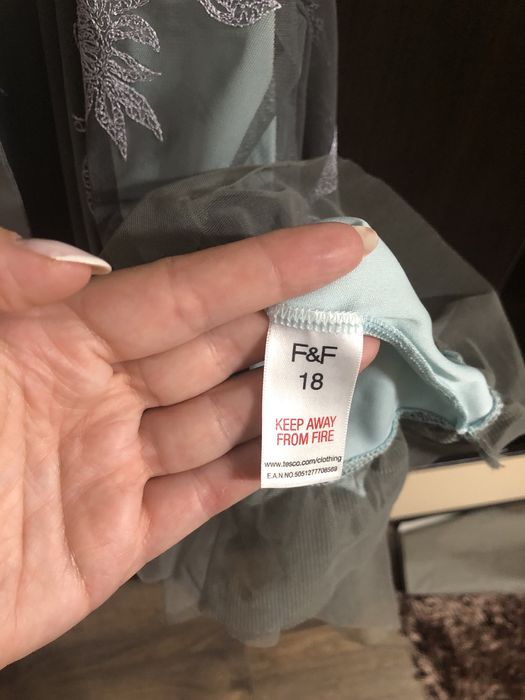 F&F
18
KEEP AWAY
FROM FIRE
www.tesco.com/clothing
E.A.N.NO.5051277708569